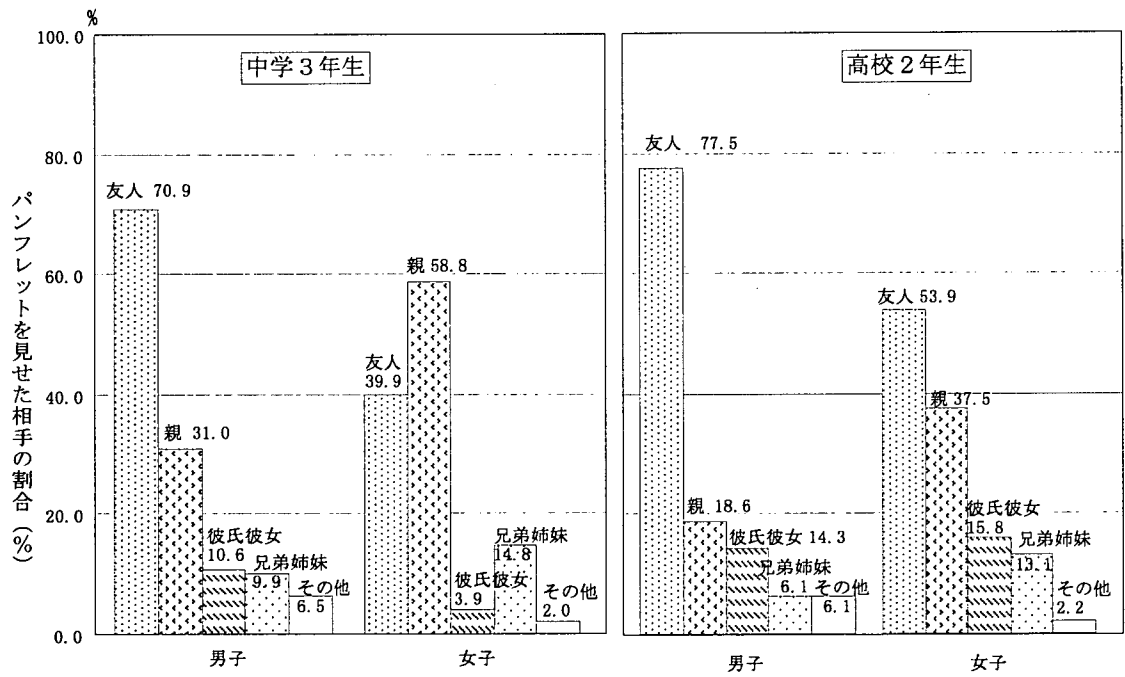 %
100.0
80.0
60.0
40.0
20.0
0.0
パンフレットを見せた相手の割合（%）
中学３年生
友人 70.9
親 31.0
彼氏彼女
10.6
兄弟姉妹
9.9
その他
6.5
友人
39.9
親 58.8
彼氏彼女
3.9
兄弟姉妹
14.8
その他
2.0
男子
女子
高校２年生
友人 77.5
親 18.6
彼氏彼女 14.3
兄弟姉妹
6.1
その他
6.1
友人 53.9
親 37.5
彼氏彼女
15.8
兄弟姉妹
13.1
その他
2.2
男子
女子